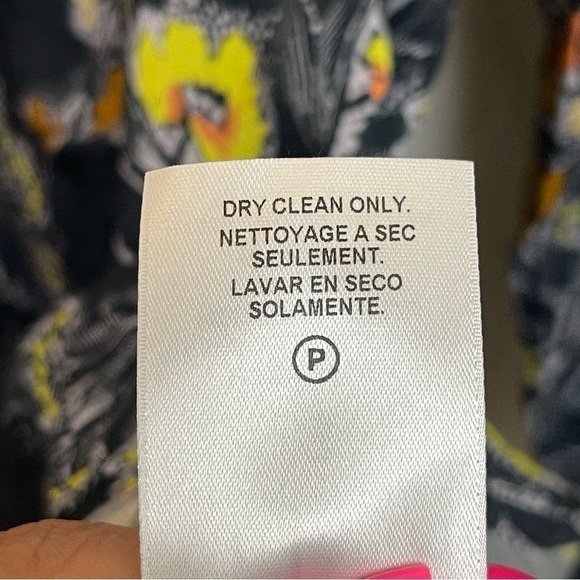 DRY CLEAN ONLY.
NETTOYAGE A SEC
SEULEMENT.
LAVAR EN SECO
SOLAMENTE.
P